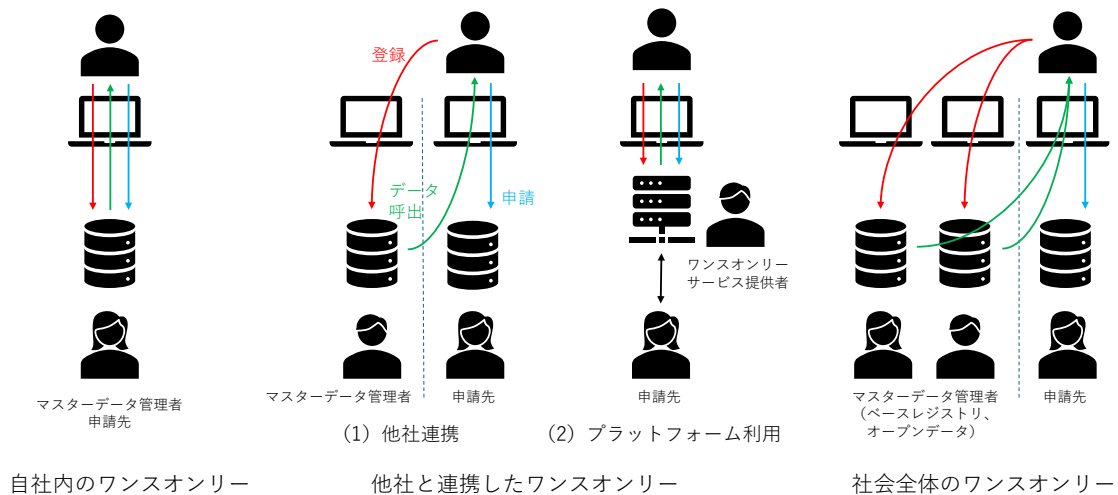 登録
データ
呼出
申請
ワンスオンリー
サービス提供者
マスターデータ管理者
申請先
マスターデータ管理者
申請先
申請先
マスターデータ管理者
（ベースレジストリ、
オープンデータ）
申請先
（1）他社連携
（2）プラットフォーム利用
自社内のワンスオンリー
他社と連携したワンスオンリー
社会全体のワンスオンリー